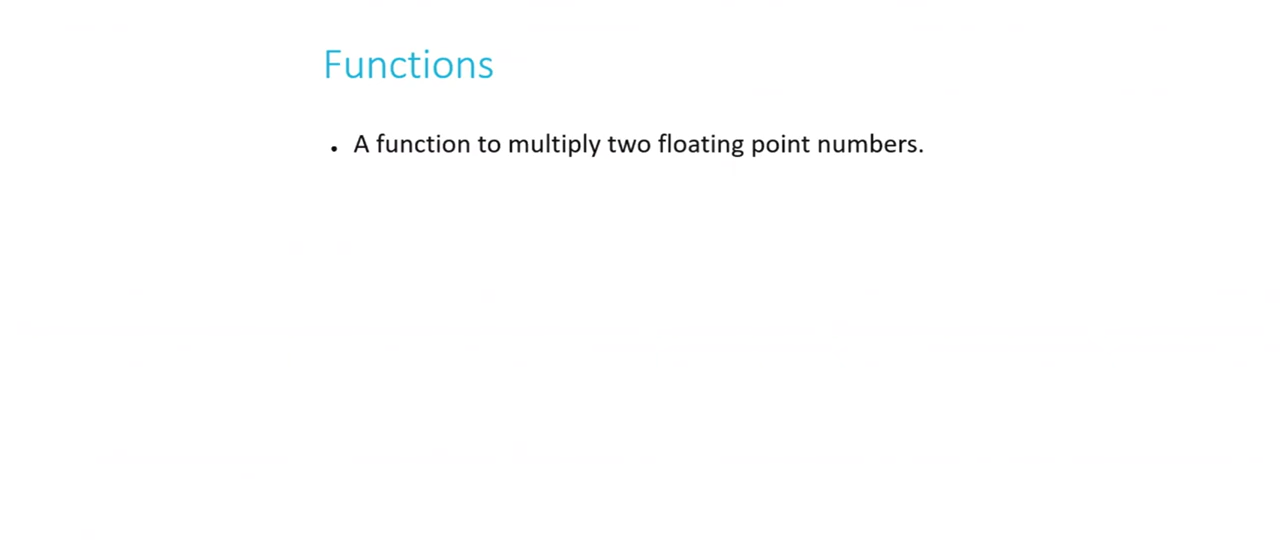 Functions
• A function to multiply two floating point numbers.